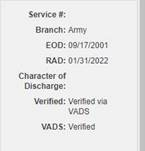 Service #:
Branch: Army
EOD: 09/17/2001
RAD: 01/31/2022
Character of
Discharge:
Verified: Verified via
VADS
VADS: Verified